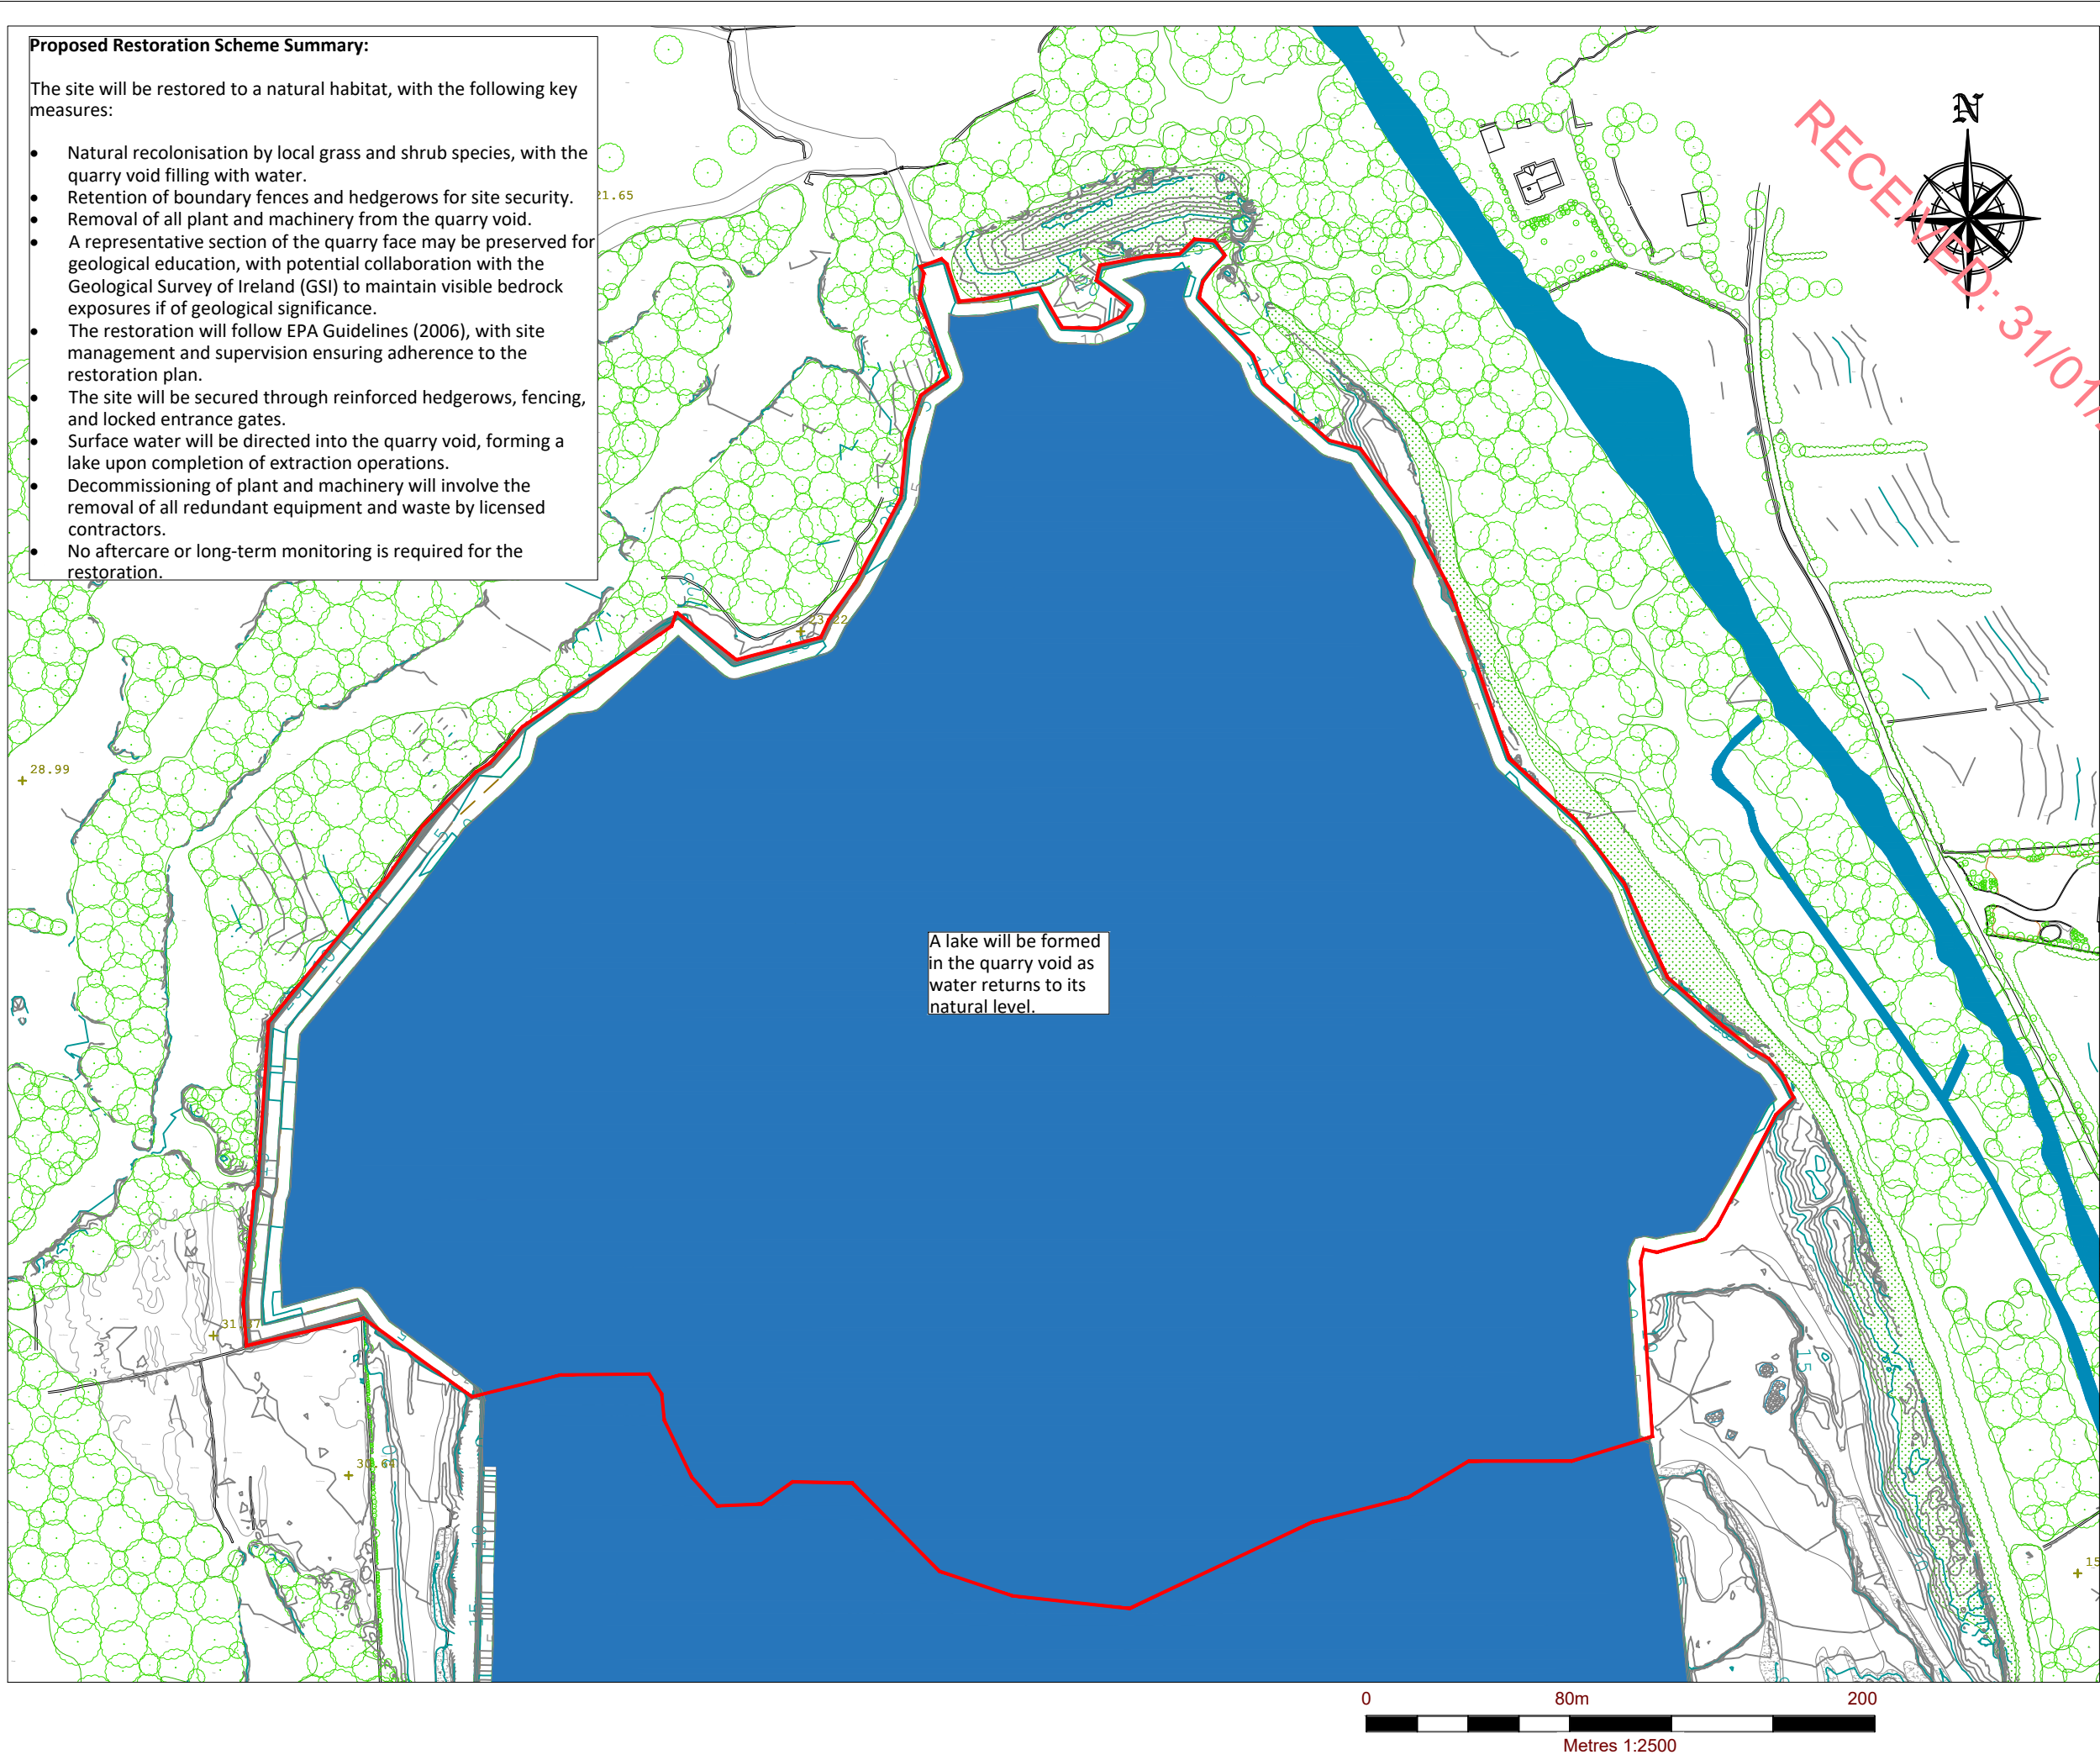 Proposed Restoration Scheme Summary:
The site will be restored to a natural habitat, with the following key
measures:
• Natural recolonisation by local grass and shrub species, with the
quarry void filling with water.
• Retention of boundary fences and hedgerows for site security.
• Removal of all plant and machinery from the quarry void.
• A representative section of the quarry face may be preserved for
geological education, with potential collaboration with the
Geological Survey of Ireland (GSI) to maintain visible bedrock
exposures if of geological significance.
• The restoration will follow EPA Guidelines (2006), with site
management and supervision ensuring adherence to the
restoration plan.
• The site will be secured through reinforced hedgerows, fencing,
and locked entrance gates.
• Surface water will be directed into the quarry void, forming a
lake upon completion of extraction operations.
• Decommissioning of plant and machinery will involve the
removal of all redundant equipment and waste by licensed
contractors.
• No aftercare or long-term monitoring is required for the
restoration.
N
RECEIVED: 31/01/
21.65
23.22
28.99
A lake will be formed
in the quarry void as
water returns to its
natural level.
0 80m 200
Metres 1:2500